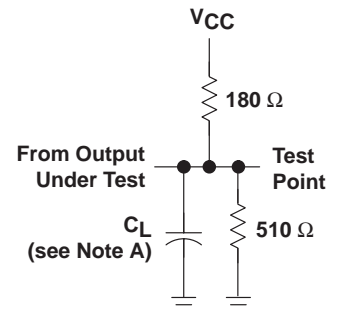 VCC
180 Ω
From Output
Under Test
Test
Point
CL
(see Note A)
510 Ω